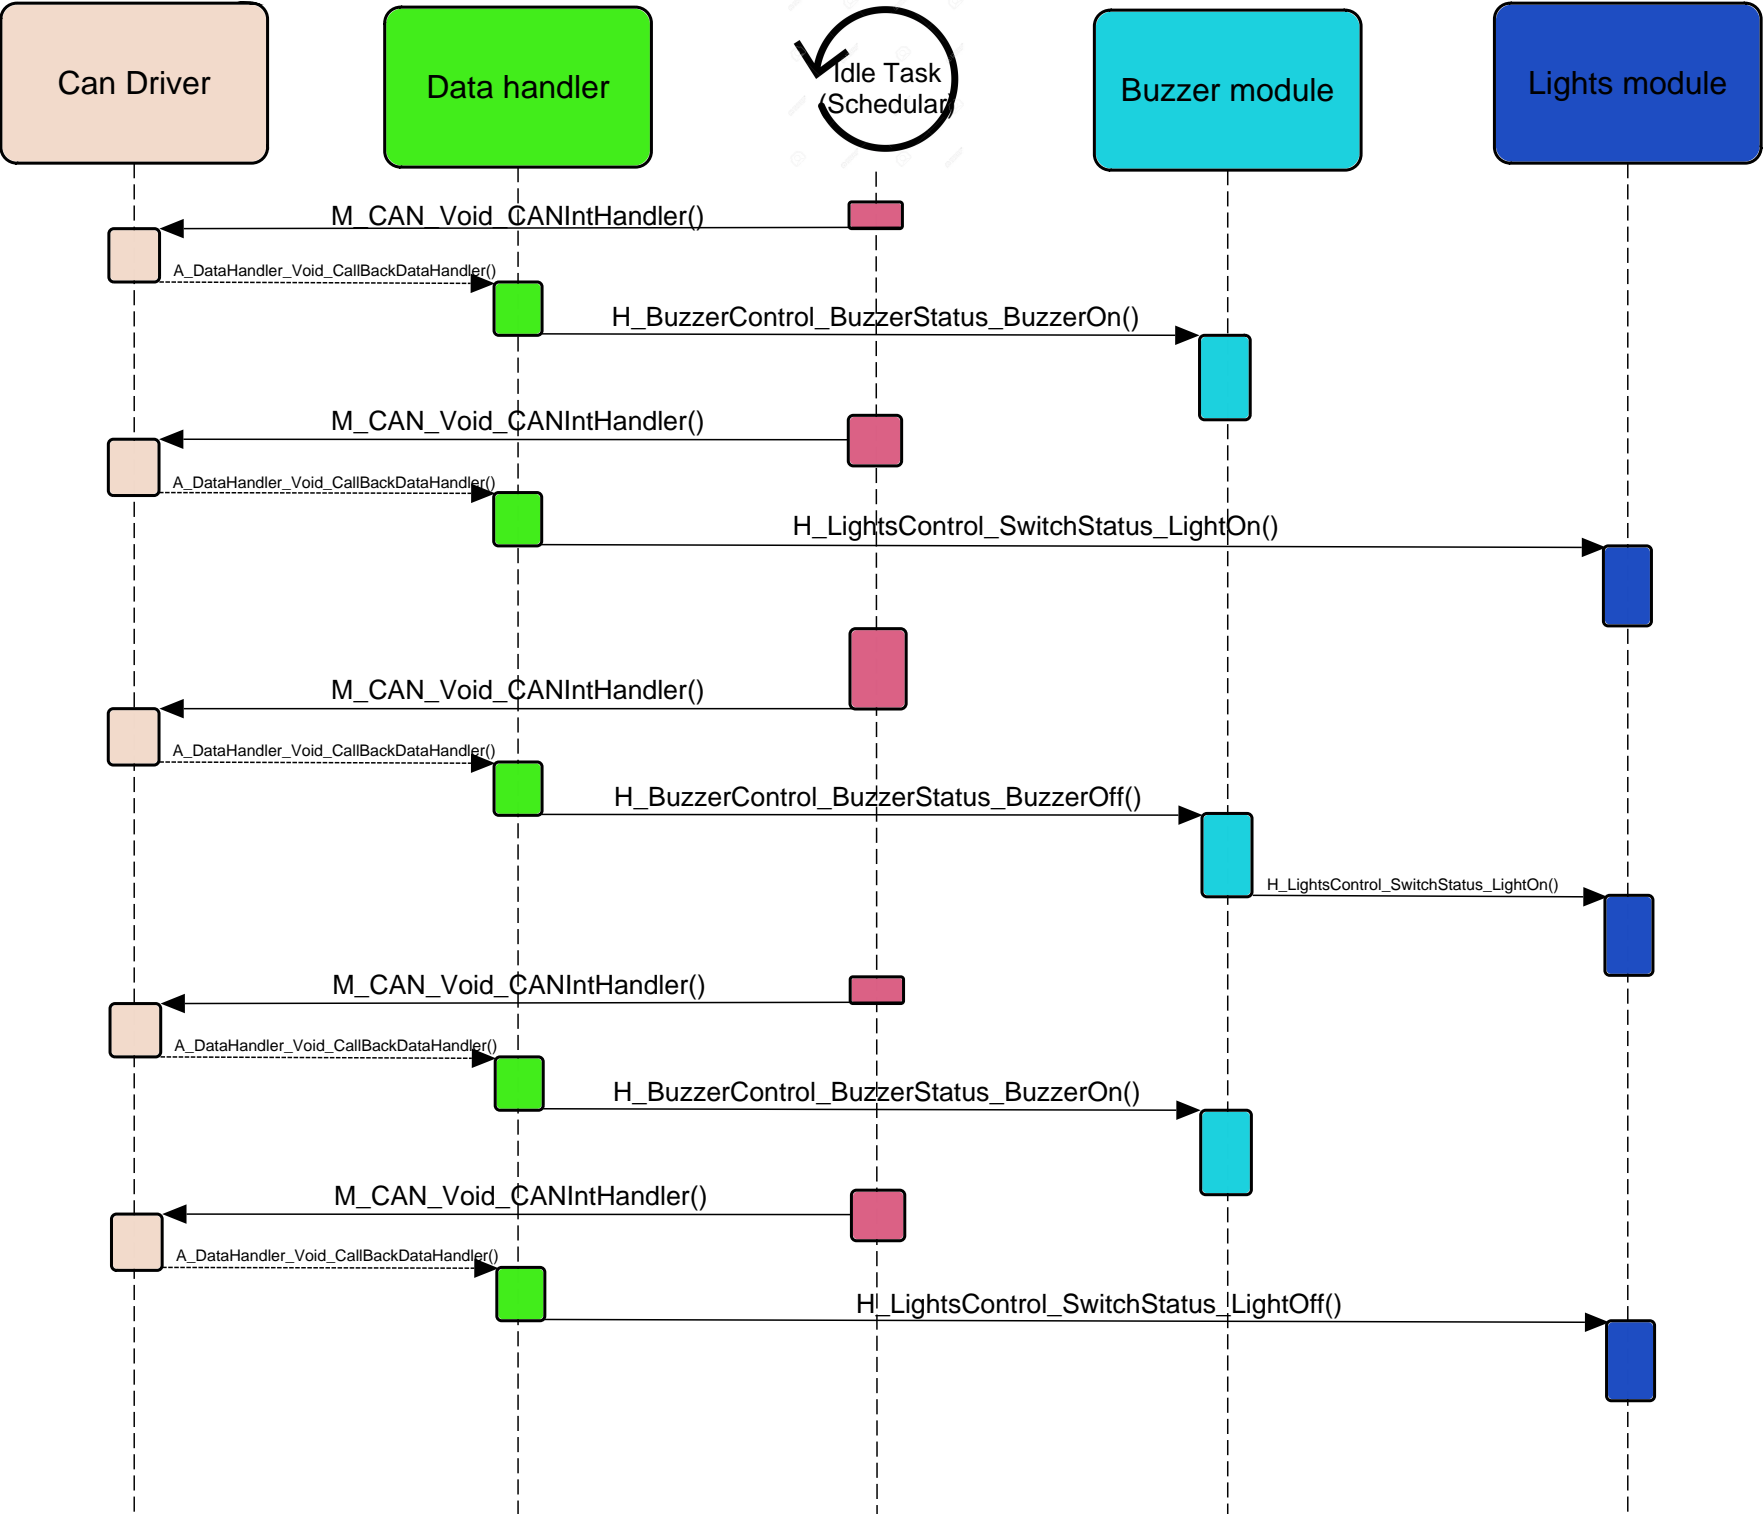 Can Driver
Data handler
Idle Task
(Schedular)
Buzzer module
Lights module
M_CAN_Void_CANIntHandler()
A_DataHandler_Void_CallBackDataHandler()
H_BuzzerControl_BuzzerStatus_BuzzerOn()
M_CAN_Void_CANIntHandler()
A_DataHandler_Void_CallBackDataHandler()
H_LightsControl_SwitchStatus_LightOn()
M_CAN_Void_CANIntHandler()
A_DataHandler_Void_CallBackDataHandler()
H_BuzzerControl_BuzzerStatus_BuzzerOff()
H_LightsControl_SwitchStatus_LightOn()
M_CAN_Void_CANIntHandler()
A_DataHandler_Void_CallBackDataHandler()
H_BuzzerControl_BuzzerStatus_BuzzerOn()
M_CAN_Void_CANIntHandler()
A_DataHandler_Void_CallBackDataHandler()
H_LightsControl_SwitchStatus_LightOff()